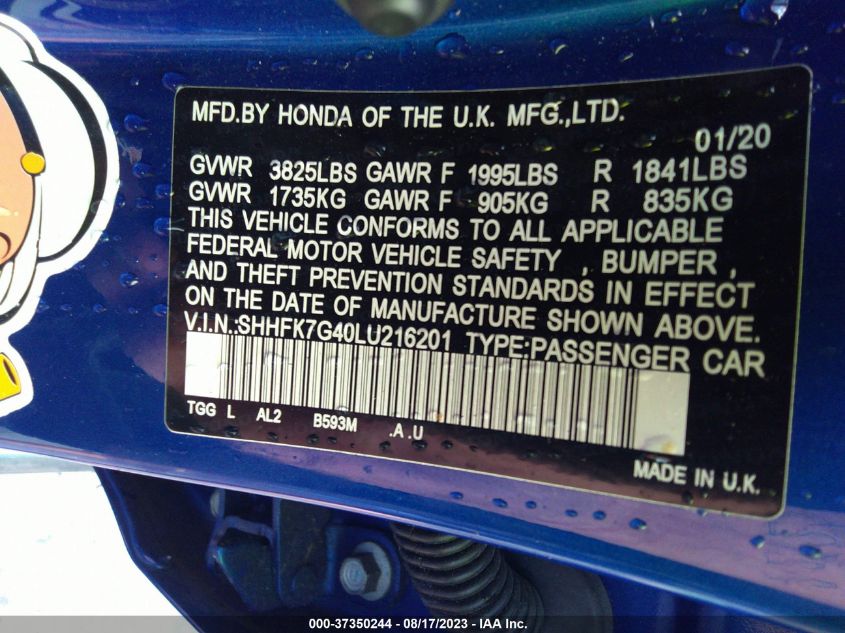 MFD.BY HONDA OF THE U.K. MFG.,LTD.
01/20
GVWR 3825LBS GAWR F 1995LBS R 1841LBS
GVWR 1735KG GAWR F 905KG R 835KG
THIS VEHICLE CONFORMS TO ALL APPLICABLE
FEDERAL MOTOR VEHICLE SAFETY , BUMPER ,
AND THEFT PREVENTION STANDARDS IN EFFECT
ON THE DATE OF MANUFACTURE SHOWN ABOVE.
V.I.N.:SHHFK7G40LU216201 TYPE:PASSENGER CAR
TGG L AL2 B593M .A .U
MADE IN U.K.
000-37350244 - 08/17/2023 - IAA Inc.